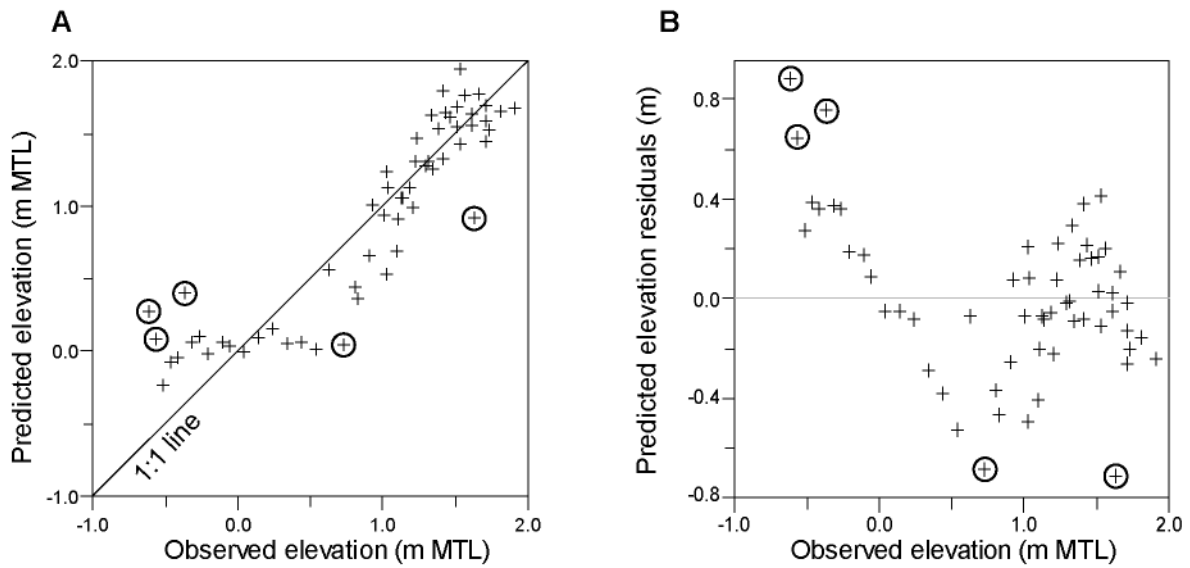 A
Predicted elevation (m MTL)
2.0
1.0
0.0
-1.0
1:1 line
-1.0 0.0 1.0 2.0
Observed elevation (m MTL)
B
Predicted elevation residuals (m)
0.8
0.4
0.0
-0.4
-0.8
-1.0 0.0 1.0 2.0
Observed elevation (m MTL)